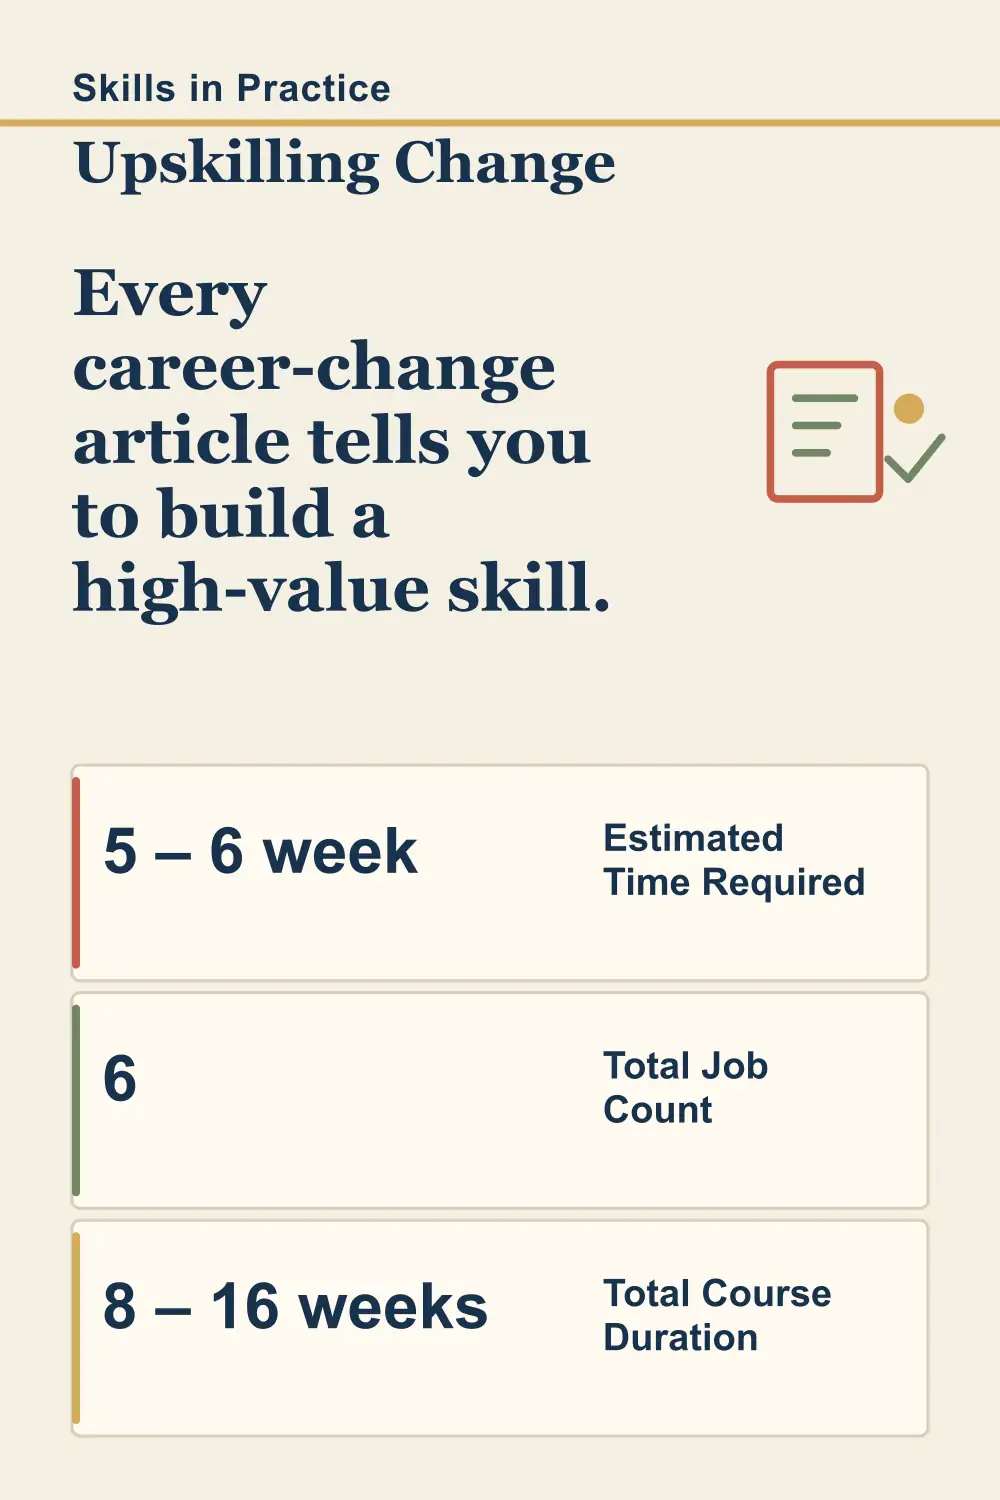 Skills in Practice
Upskilling Change
Every
career-change
article tells you
to build a
high-value skill.
5 – 6 week
Estimated
Time Required
6
Total Job
Count
8 – 16 weeks
Total Course
Duration